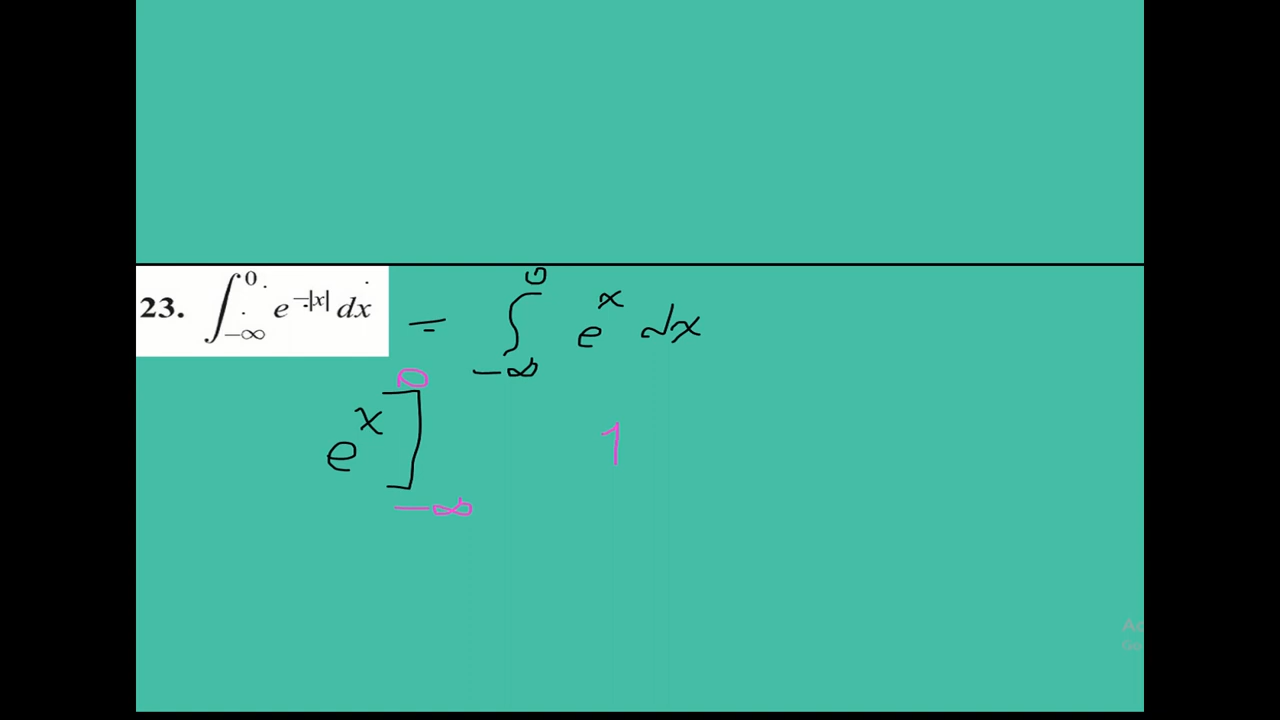 23. ∫_{-∞}^{0} e^{-|x|} dx = ∫_{-∞}^{0} e^x dx
e^x ]_{-∞}^{0} 1